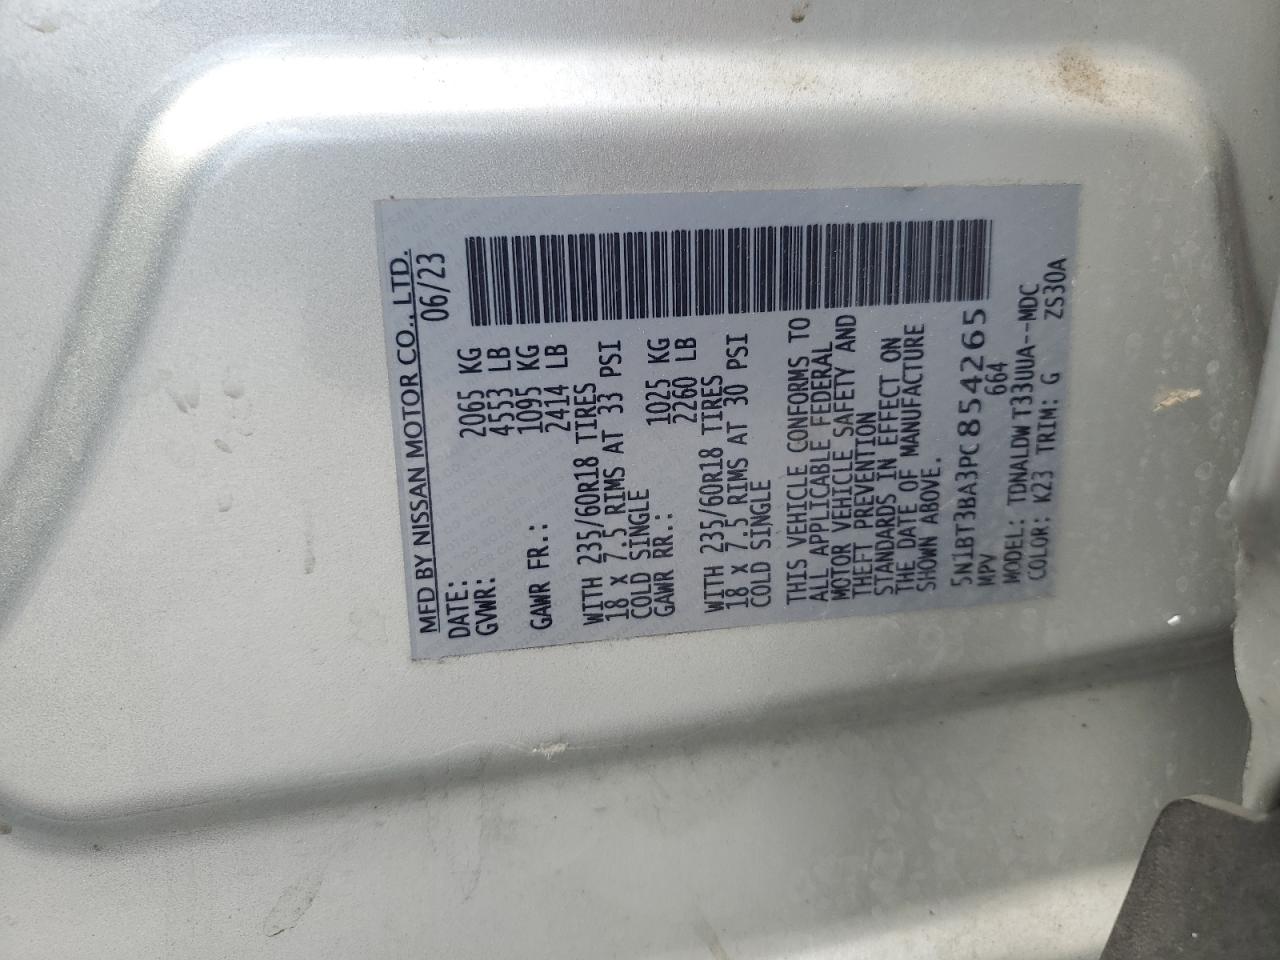 MFD BY NISSAN MOTOR CO., LTD.
DATE: 06/23
GVWR: 2065 KG
4553 LB
GAWR FR.: 1095 KG
2414 LB
WITH 235/60R18 TIRES
18 X 7.5 RIMS AT 33 PSI
COLD SINGLE
GAWR RR.: 1025 KG
2260 LB
WITH 235/60R18 TIRES
18 X 7.5 RIMS AT 30 PSI
COLD SINGLE
THIS VEHICLE CONFORMS TO
ALL APPLICABLE FEDERAL
MOTOR VEHICLE SAFETY AND
THEFT PREVENTION
STANDARDS IN EFFECT ON
THE DATE OF MANUFACTURE
SHOWN ABOVE.
5N1BT3BA3PC854265
MPV 664
MODEL: TDNALDW T33UUA--MDC
COLOR: K23 TRIM: G ZS30A